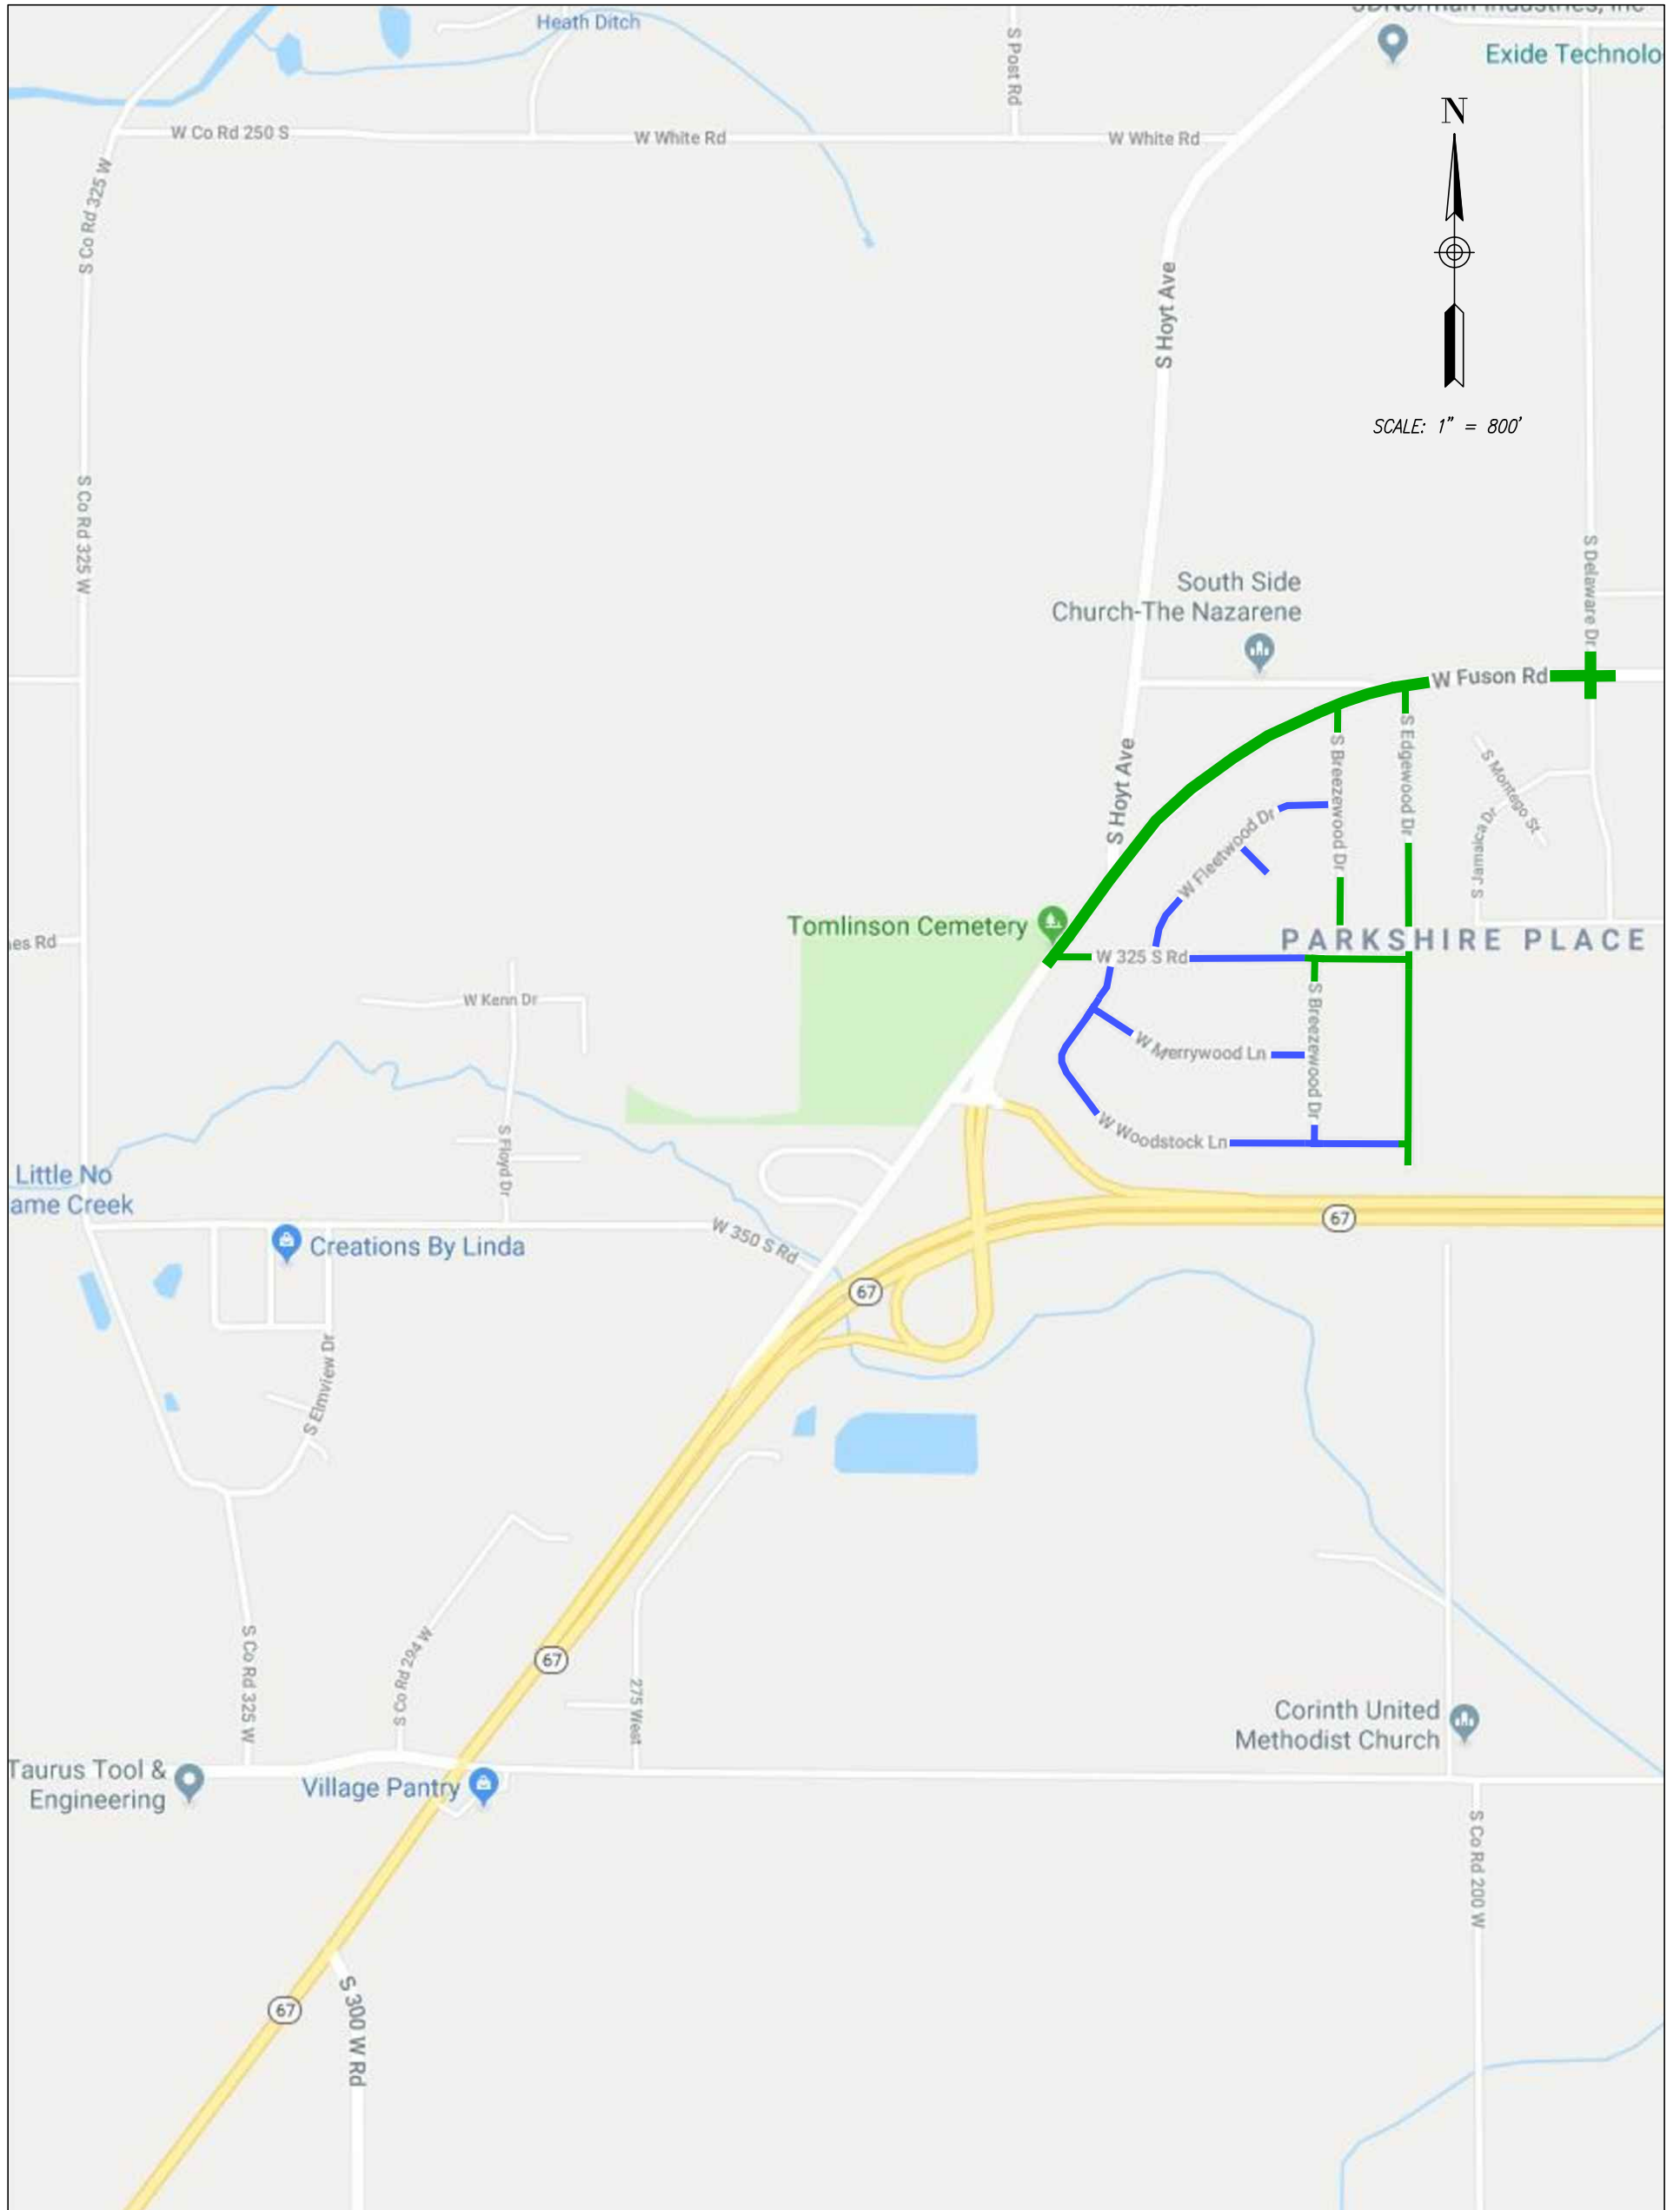 JDNorman Industries, Inc
Heath Ditch
Exide Technolo
S Post Rd
N
W Co Rd 250 S
W White Rd
W White Rd
S Co Rd 325 W
S Hoyt Ave
SCALE: 1" = 800'
S Co Rd 325 W
S Delaware Dr
South Side
Church-The Nazarene
W Fuson Rd
S Edgewood Dr
S Breezewood Dr
S Hoyt Ave
S Montego St
W Fleetwood Dr
S Jamaica Dr
Tomlinson Cemetery
PARKSHIRE PLACE
nes Rd
W 325 S Rd
W Kenn Dr
S Breezewood Dr
W Merrywood Ln
W Woodstock Ln
S Floyd Dr
Little No
ame Creek
67
W 350 S Rd
Creations By Linda
67
S Elmview Dr
S Co Rd 325 W
S Co Rd 294 W
67
275 West
Corinth United
Methodist Church
Taurus Tool &
Engineering
Village Pantry
S Co Rd 200 W
67
S 300 W Rd